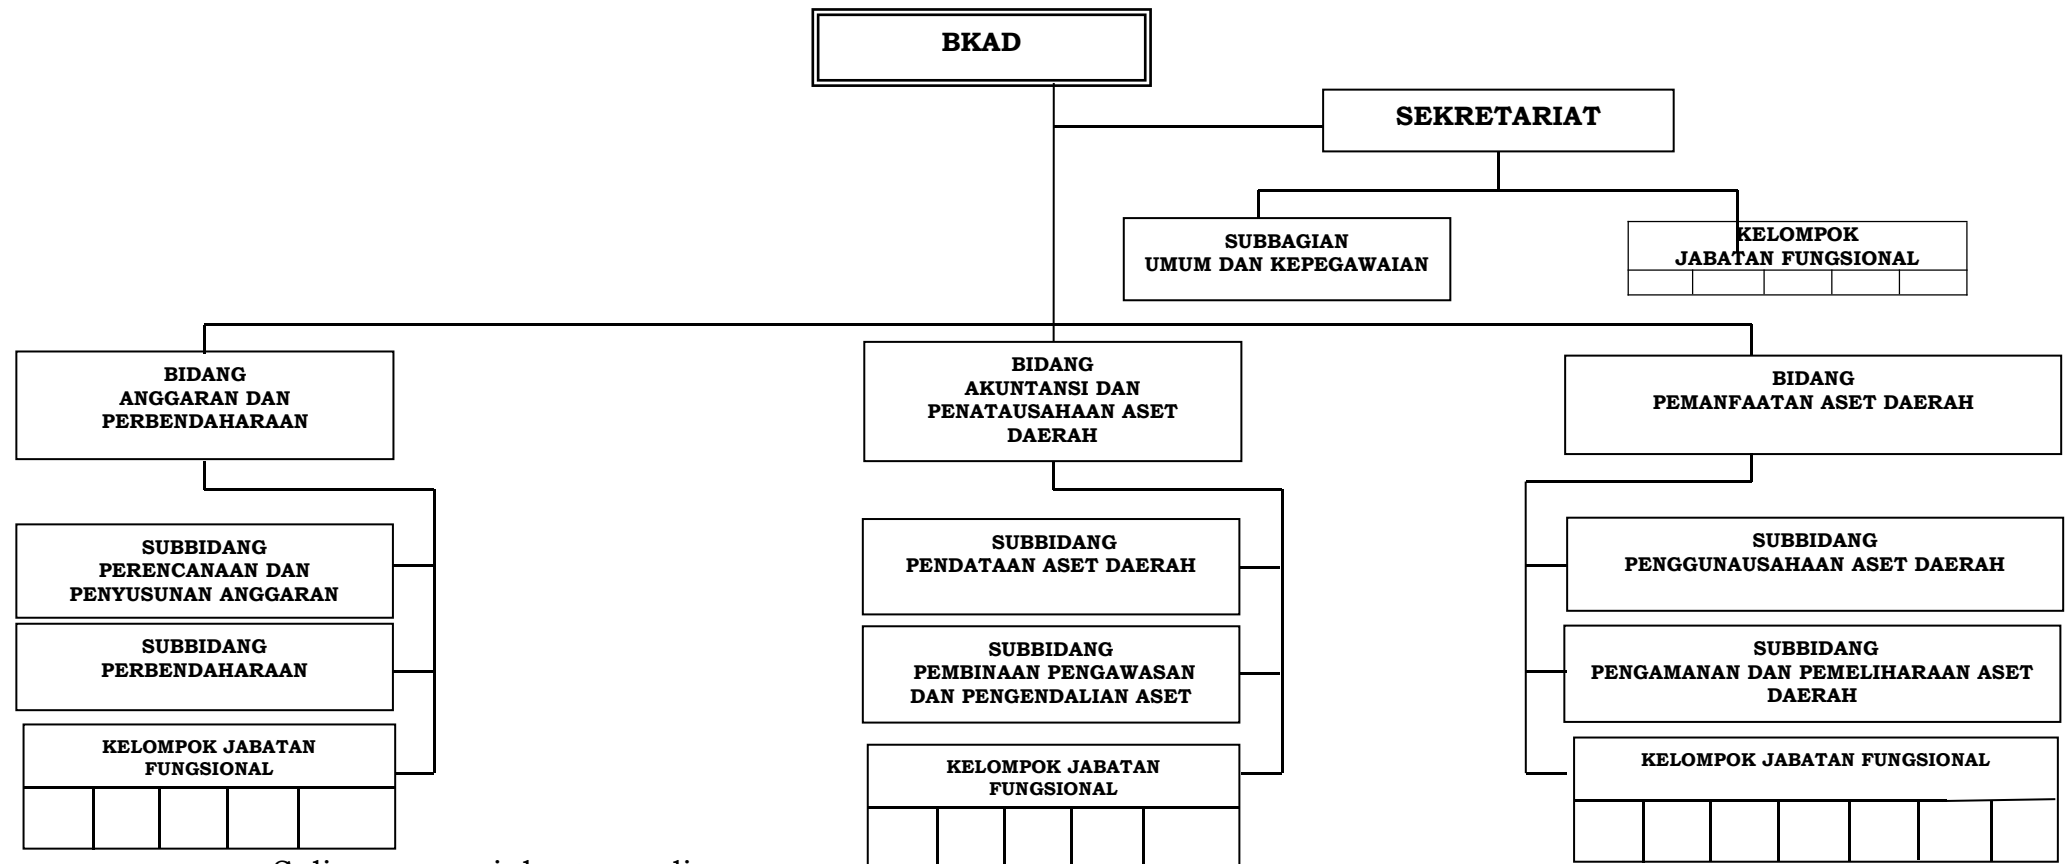 BKAD
SEKRETARIAT
SUBBAGIAN
UMUM DAN KEPEGAWAIAN
KELOMPOK
JABATAN FUNGSIONAL
BIDANG
ANGGARAN DAN
PERBENDAHARAAN
BIDANG
AKUNTANSI DAN
PENATAUSAHAAN ASET
DAERAH
BIDANG
PEMANFAATAN ASET DAERAH
SUBBIDANG
PERENCANAAN DAN
PENYUSUNAN ANGGARAN
SUBBIDANG
PERBENDAHARAAN
KELOMPOK JABATAN
FUNGSIONAL
SUBBIDANG
PENDATAAN ASET DAERAH
SUBBIDANG
PEMBINAAN PENGAWASAN
DAN PENGENDALIAN ASET
KELOMPOK JABATAN
FUNGSIONAL
SUBBIDANG
PENGGUNAUSAHAAN ASET DAERAH
SUBBIDANG
PENGAMANAN DAN PEMELIHARAAN ASET
DAERAH
KELOMPOK JABATAN FUNGSIONAL